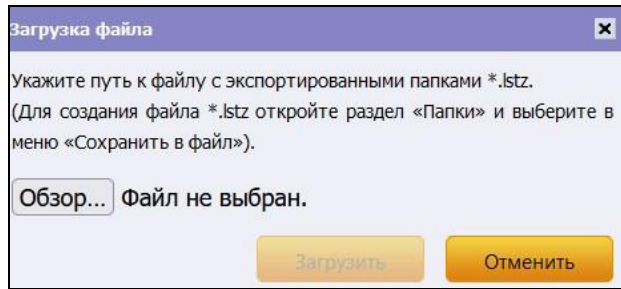 Загрузка файла
Укажите путь к файлу с экспортированными папками *.lstz.
(Для создания файла *.lstz откройте раздел «Папки» и выберите в
меню «Сохранить в файл»).
Обзор... Файл не выбран.
Загрузить Отменить